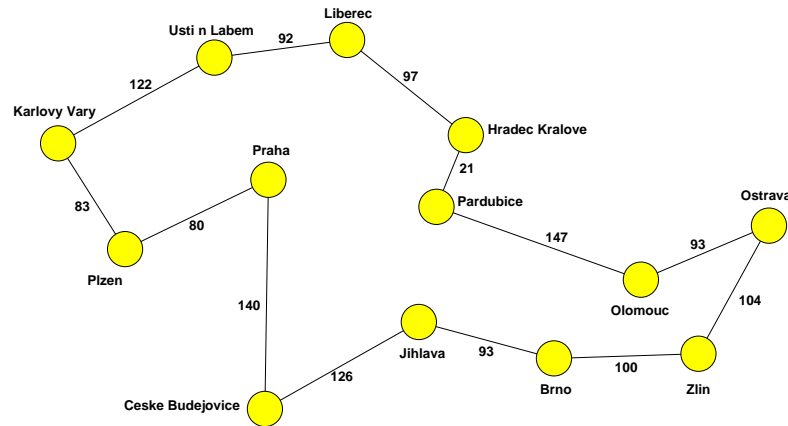 Liberec
Usti n Labem
92
122
97
Karlovy Vary
Hradec Kralove
Praha
21
Ostrava
Pardubice
83
80
147
93
Plzen
140
104
Olomouc
Jihlava
93
100
126
Brno
Zlin
Ceske Budejovice